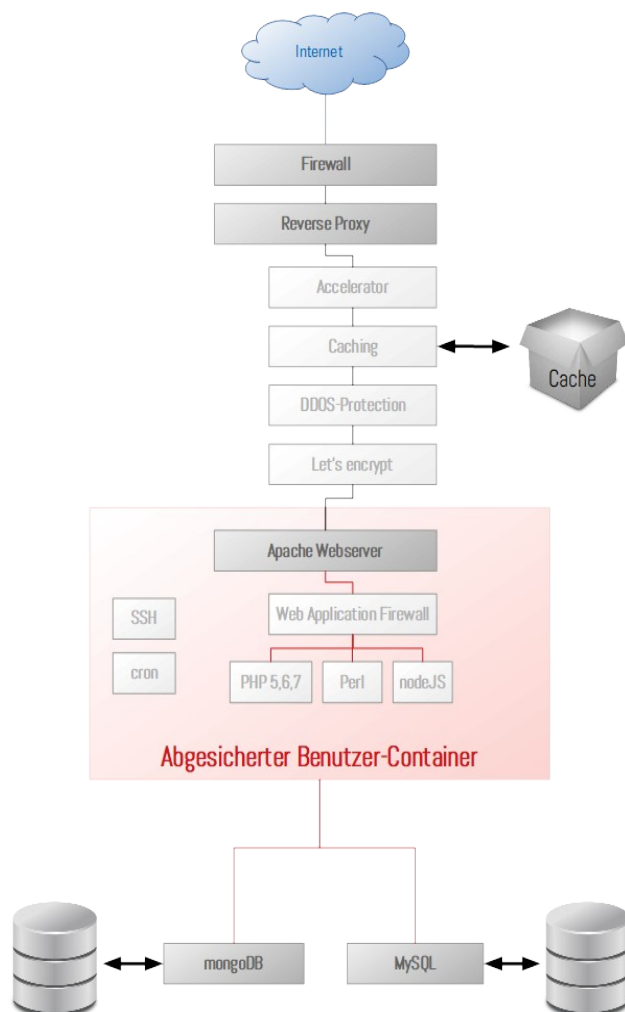 Internet
Firewall
Reverse Proxy
Accelerator
Caching
Cache
DDOS-Protection
Let's encrypt
Apache Webserver
SSH
Web Application Firewall
cron
PHP 5,6,7
Perl
nodeJS
Abgesicherter Benutzer-Container
mongoDB
MySQL